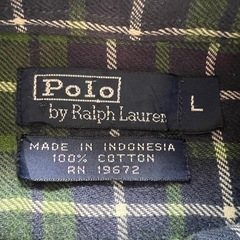 Polo
by Ralph Lauren
L
MADE IN INDONESIA
100% COTTON
RN 19672